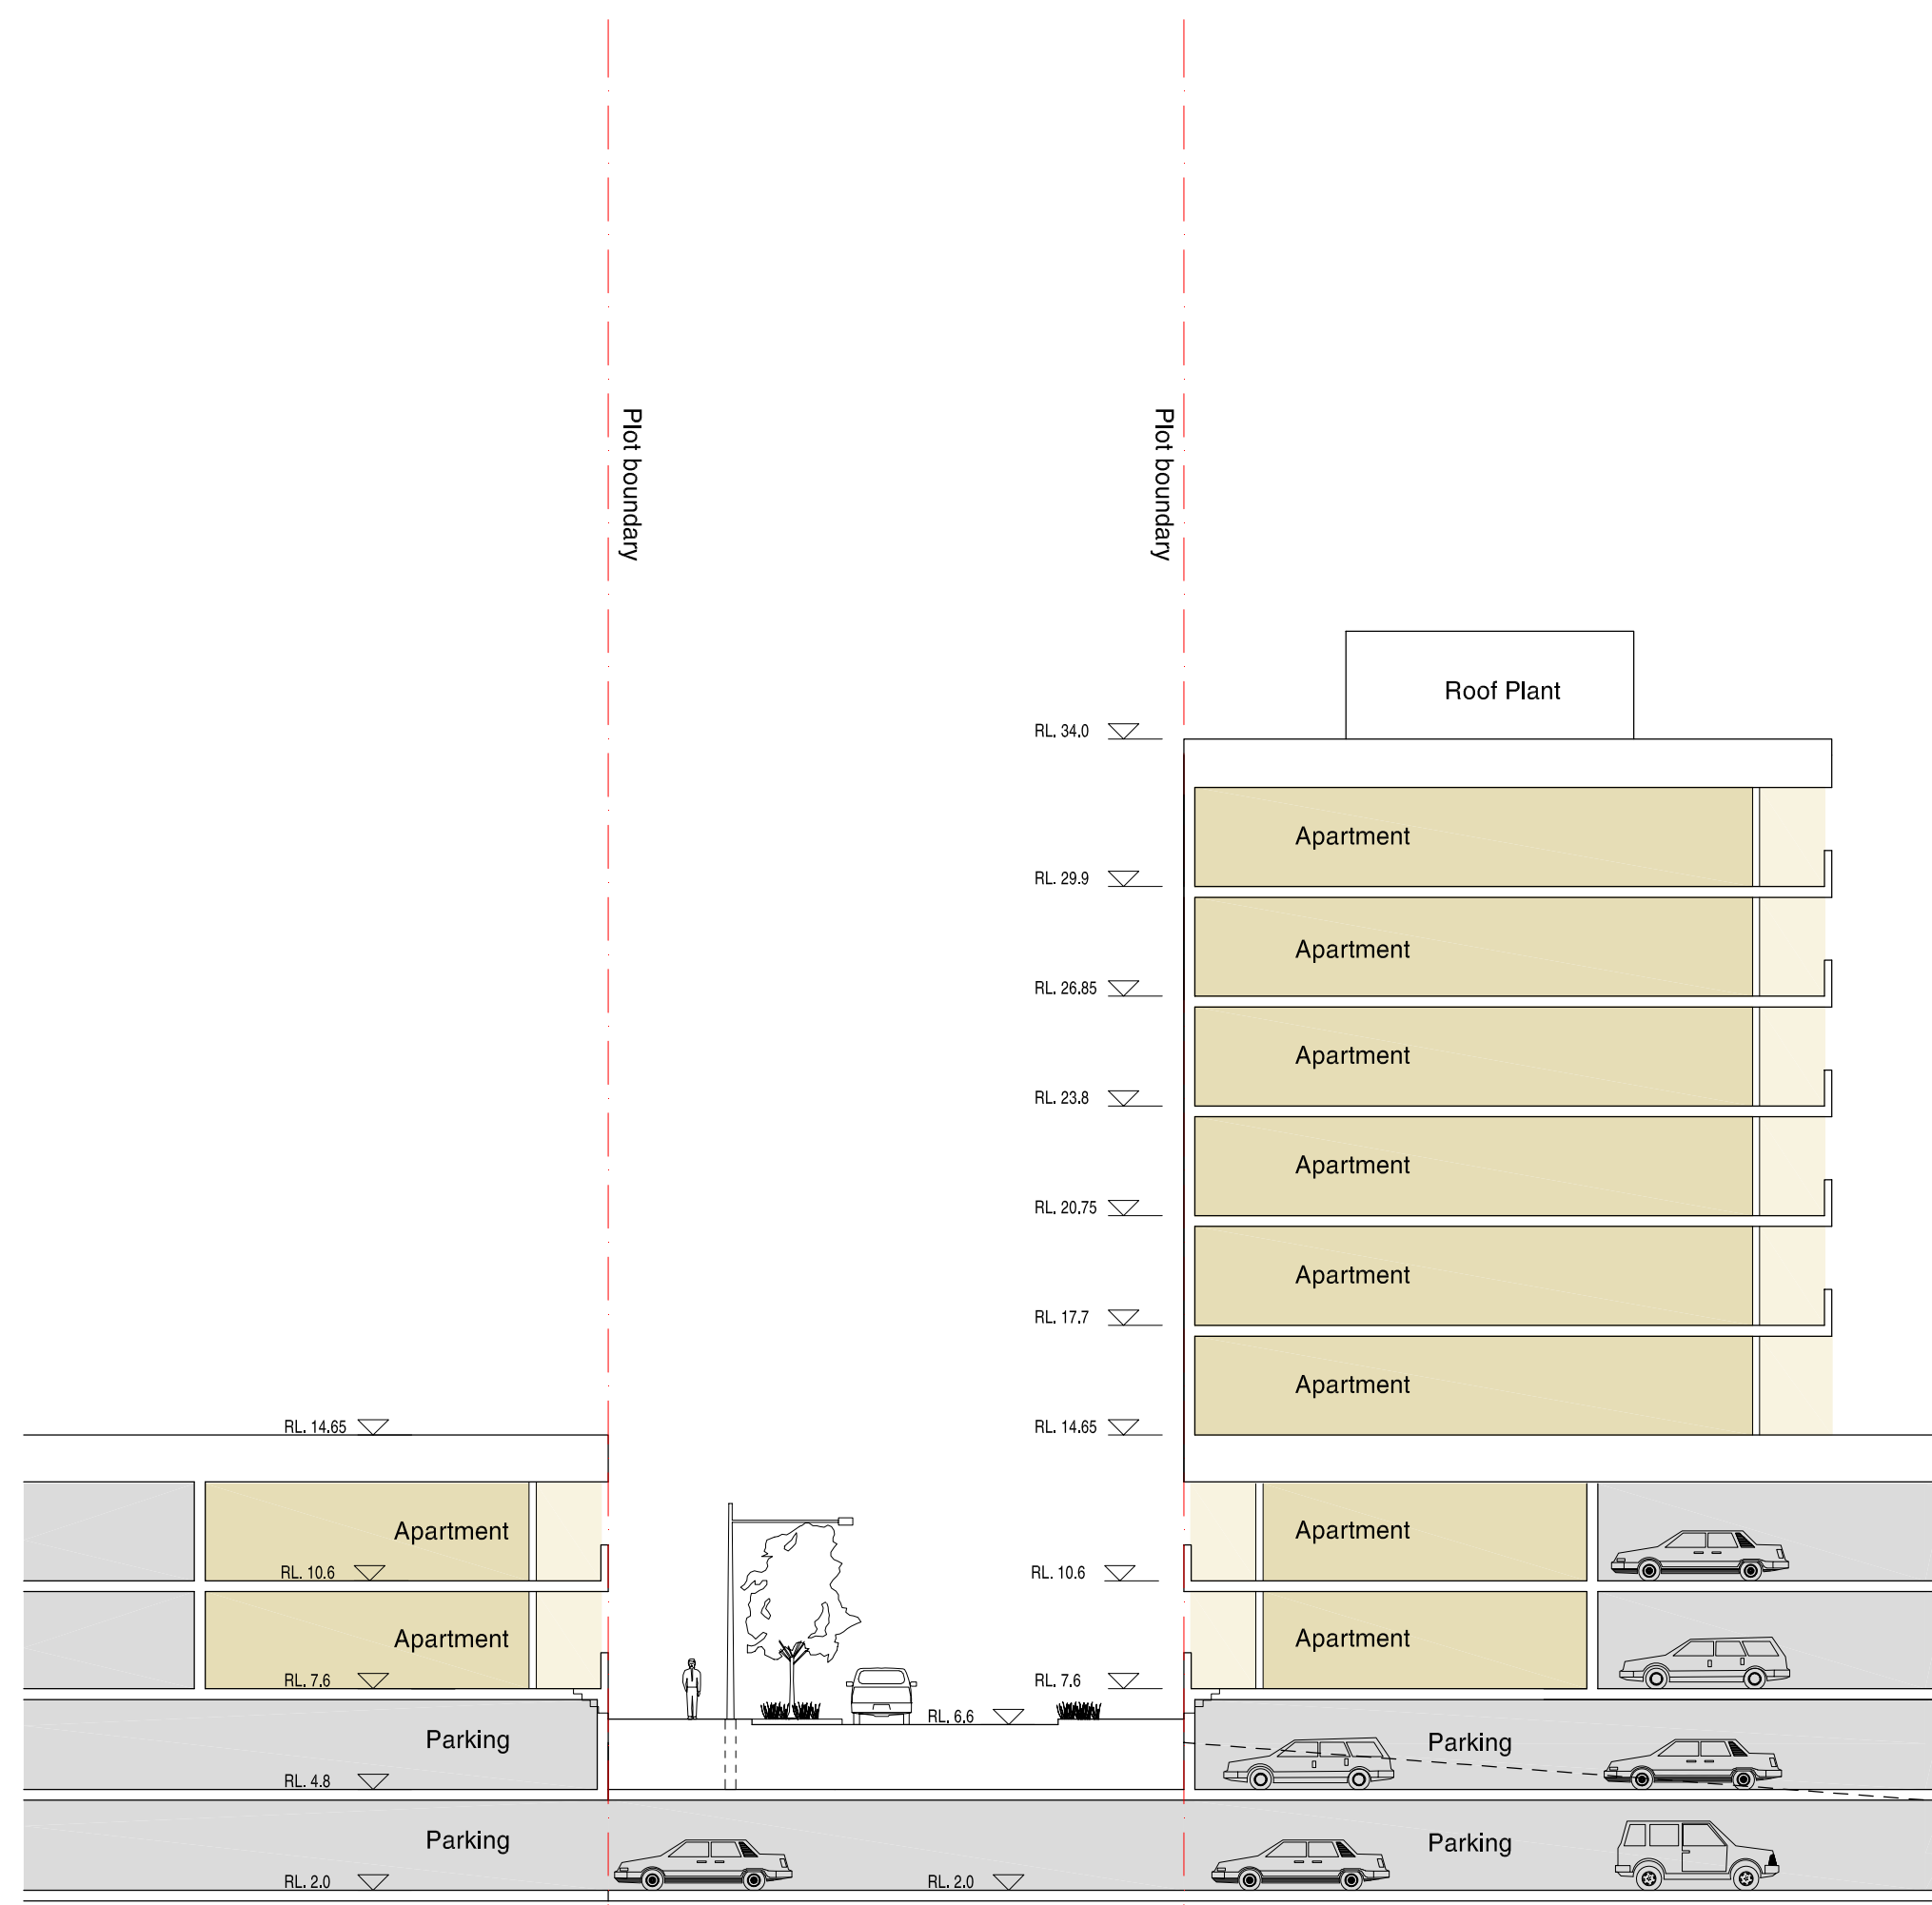 Plot boundary
Plot boundary
Roof Plant
RL. 34.0
Apartment
RL. 29.9
Apartment
RL. 26.85
Apartment
RL. 23.8
Apartment
RL. 20.75
Apartment
RL. 17.7
Apartment
RL. 14.65
RL. 14.65
Apartment
Apartment
RL. 10.6
RL. 10.6
Apartment
Apartment
RL. 7.6
RL. 7.6
RL. 6.6
Parking
Parking
RL. 4.8
Parking
Parking
RL. 2.0
RL. 2.0